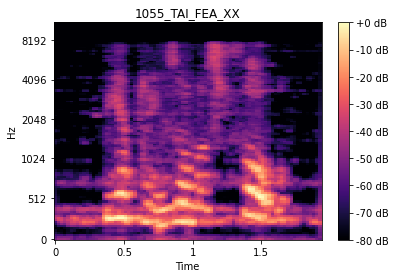 1055_TAI_FEA_XX
+0 dB
8192
-10 dB
4096
-20 dB
-30 dB
2048
-40 dB
Hz
1024
-50 dB
512
-60 dB
-70 dB
0
-80 dB
0 0.5 1 1.5
Time